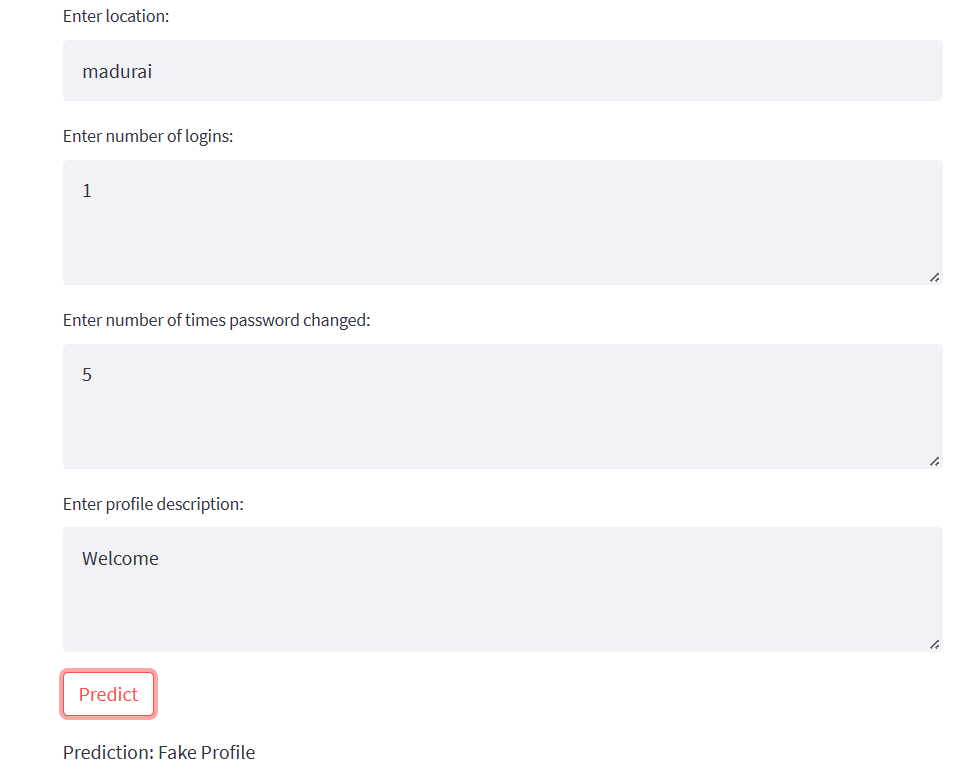 Enter location:
madurai
Enter number of logins:
1
Enter number of times password changed:
5
Enter profile description:
Welcome
Predict
Prediction: Fake Profile